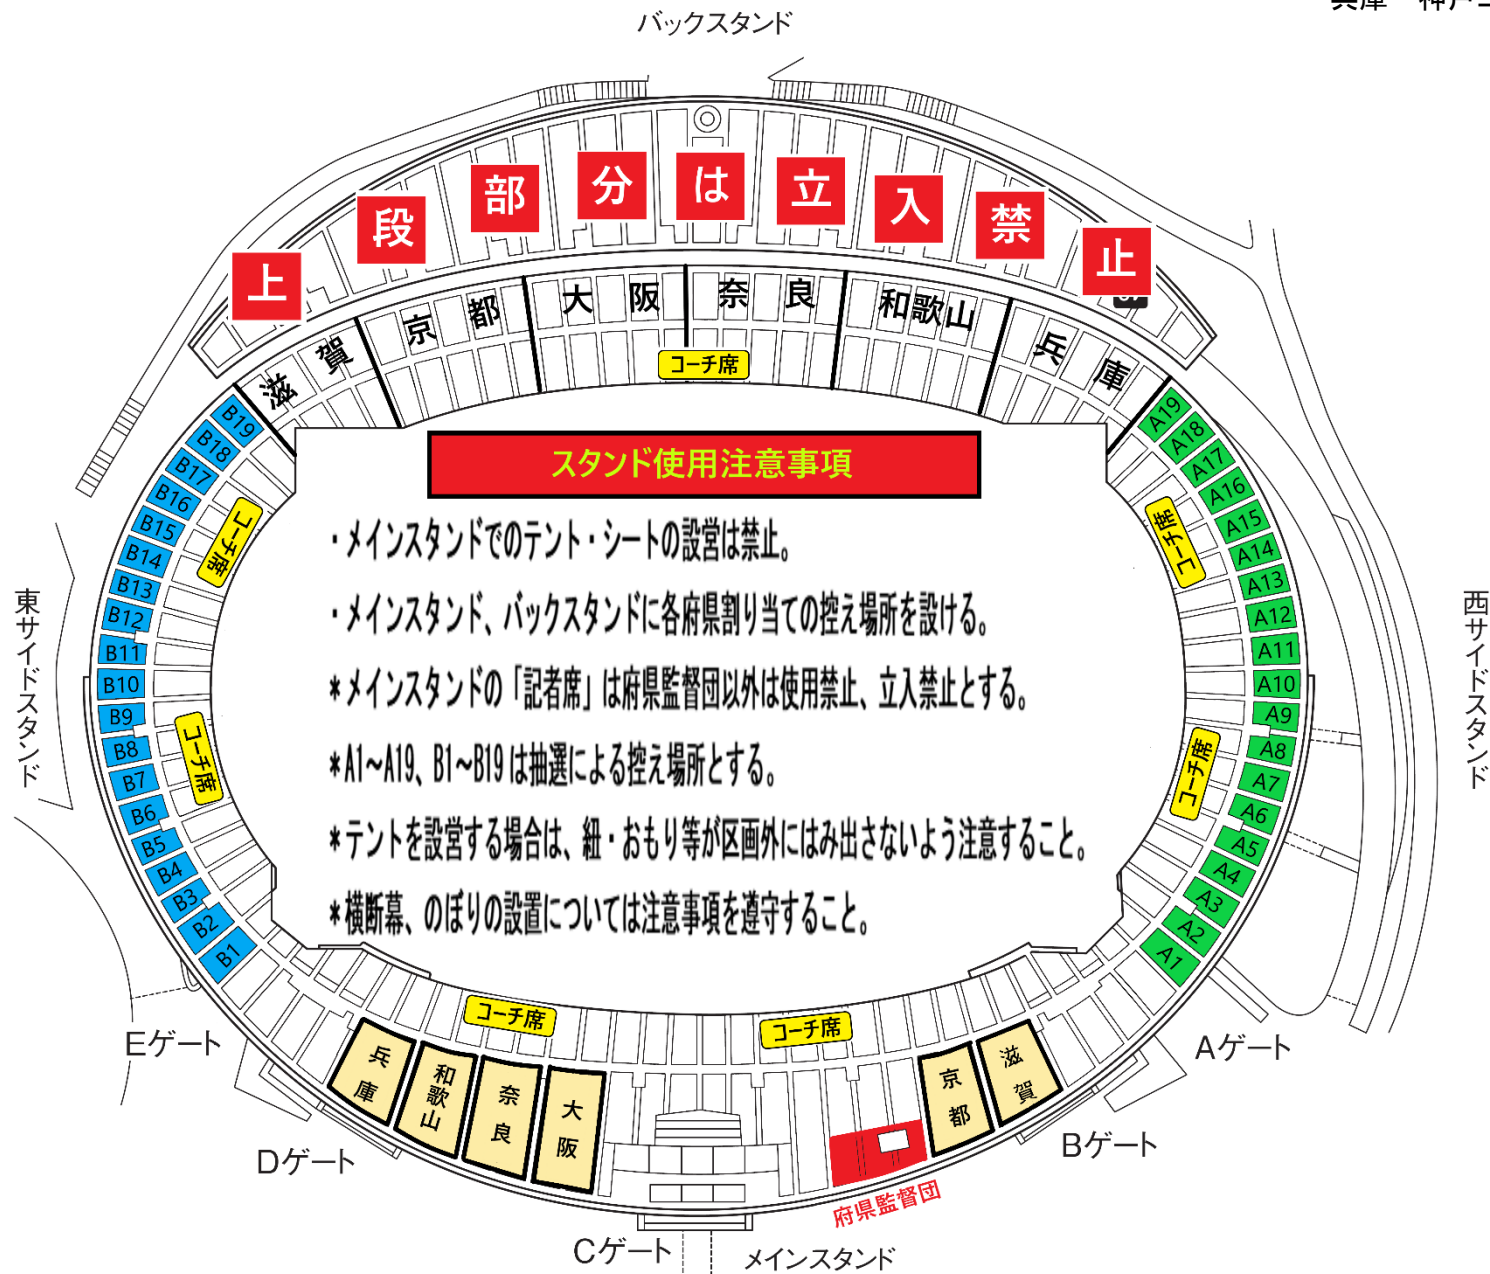 バックスタンド
上段部分は立入禁止
滋賀
京都
大阪
奈良
和歌山
兵庫
コーチ席
スタンド使用注意事項
・メインスタンドでのテント・シートの設営は禁止。
・メインスタンド、バックスタンドに各府県割り当ての控え場所を設ける。
＊メインスタンドの「記者席」は府県監督団以外は使用禁止、立入禁止とする。
＊A1～A19、B1～B19は抽選による控え場所とする。
＊テントを設営する場合は、紐・おもり等が区画外にはみ出さないよう注意すること。
＊横断幕、のぼりの設置については注意事項を遵守すること。
東サイドスタンド
B19
B18
B17
B16
B15
B14
B13
B12
B11
B10
B9
B8
B7
B6
B5
B4
B3
B2
B1
コーチ席
コーチ席
A19
A18
A17
A16
A15
A14
A13
A12
A11
A10
A9
A8
A7
A6
A5
A4
A3
A2
A1
コーチ席
コーチ席
西サイドスタンド
コーチ席
コーチ席
兵庫
和歌山
奈良
大阪
京都
滋賀
府県監督団
Eゲート
Dゲート
Cゲート
メインスタンド
Bゲート
Aゲート